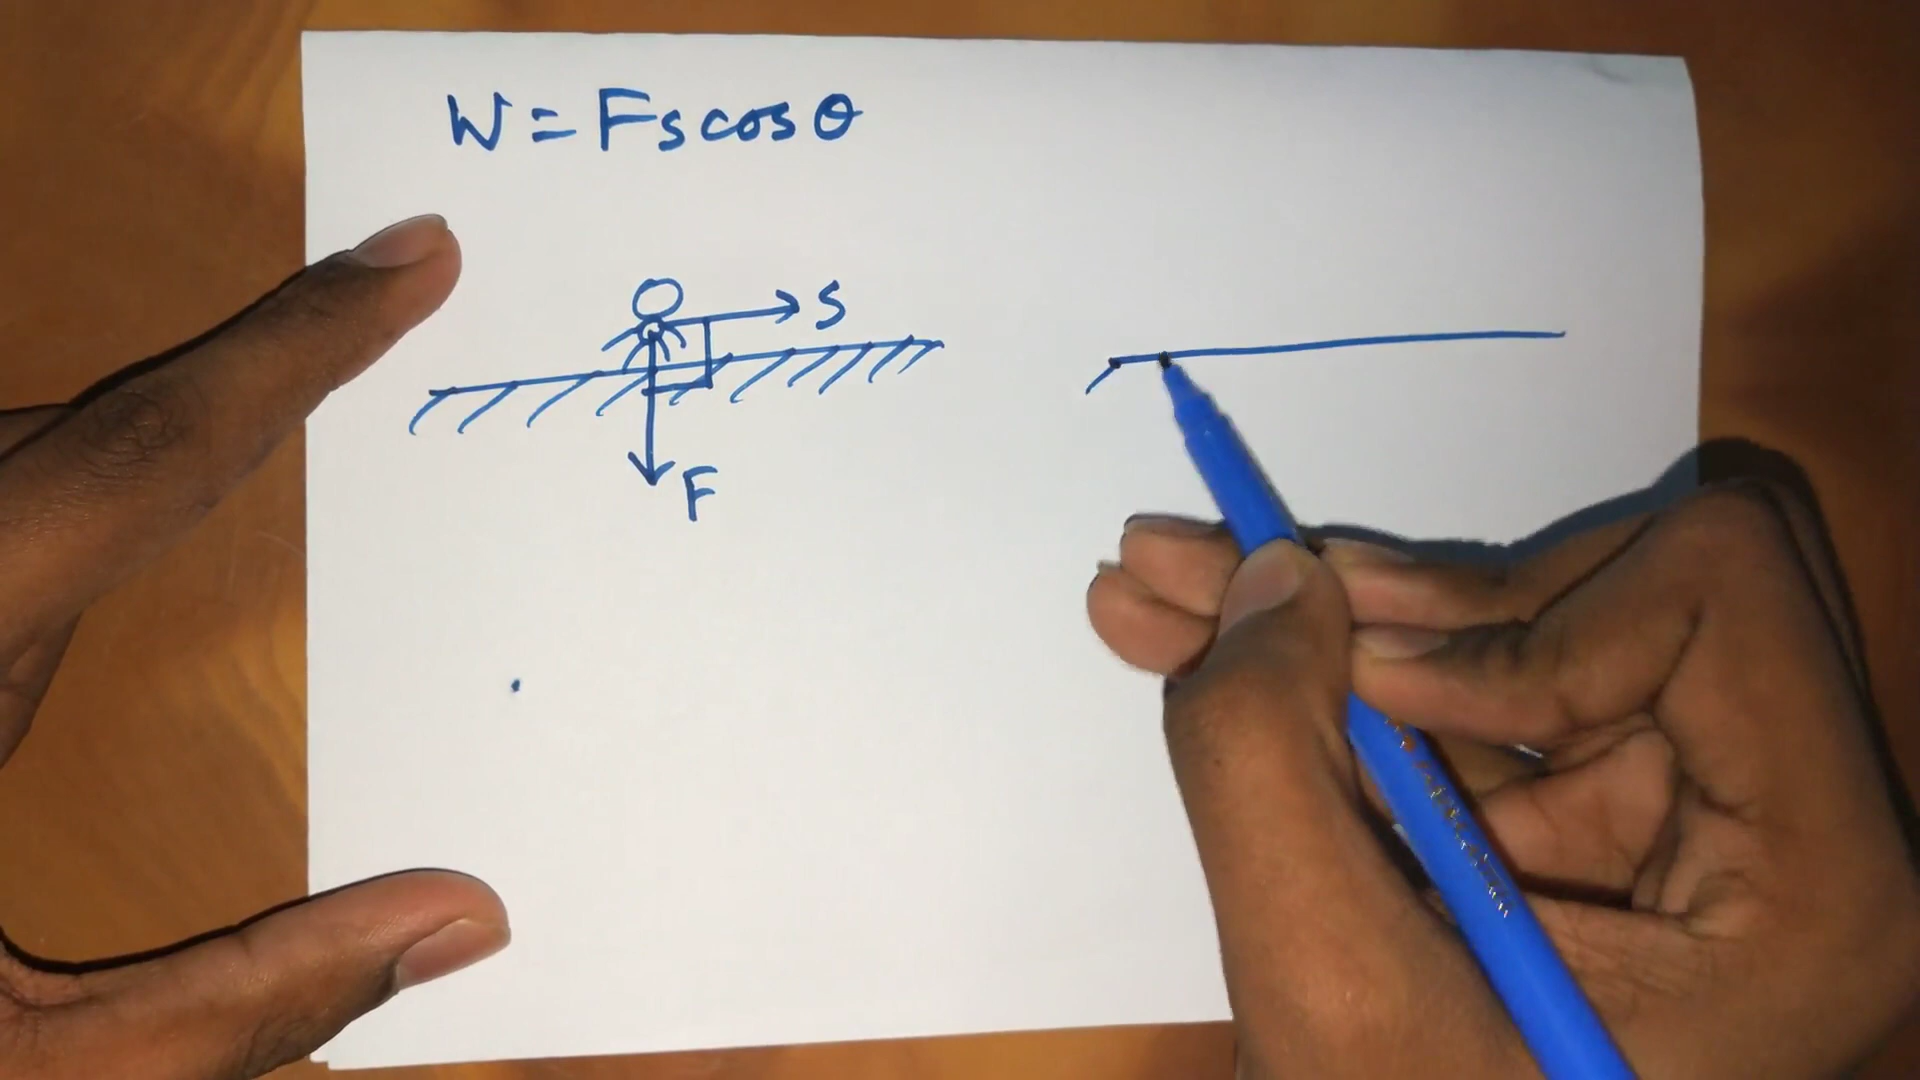 W = Fs cos θ
S
F